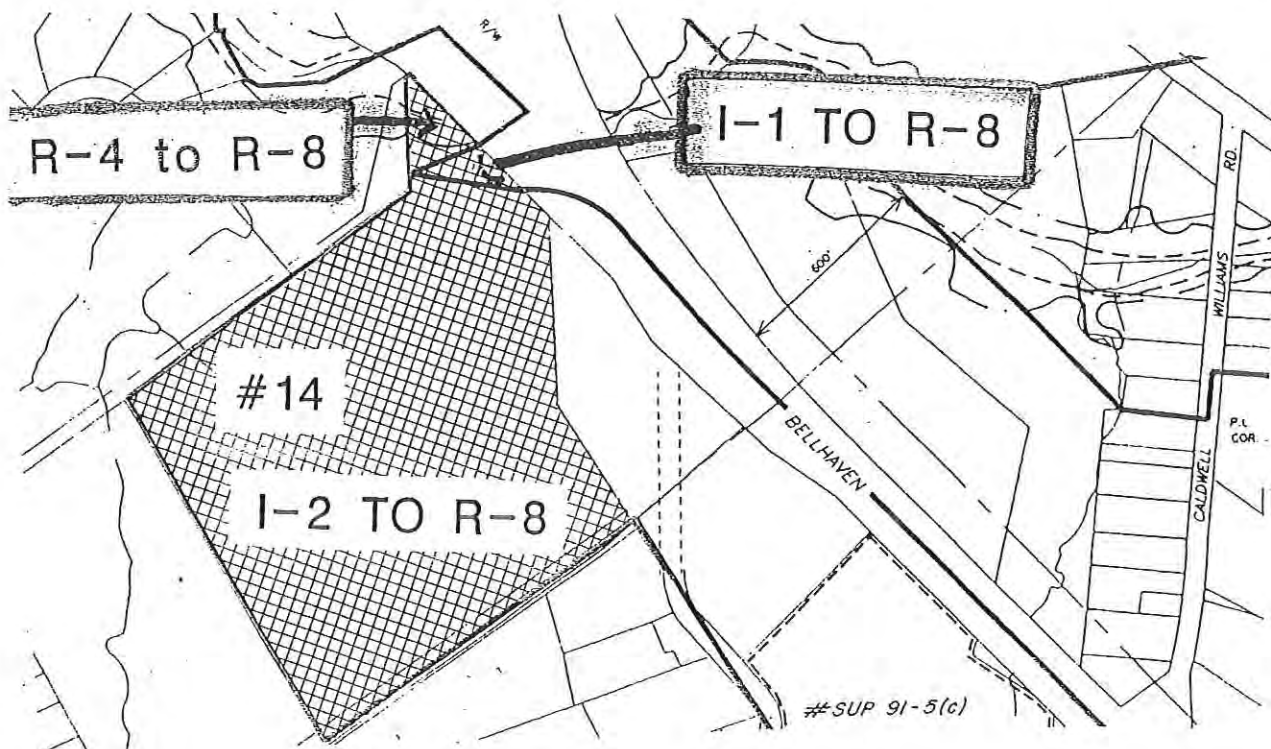 R/W
R-4 to R-8
I-1 TO R-8
600'
WILLIAMS RD.
#14
I-2 TO R-8
BELLHAVEN
CALDWELL
COR.
#SUP 91-5(c)